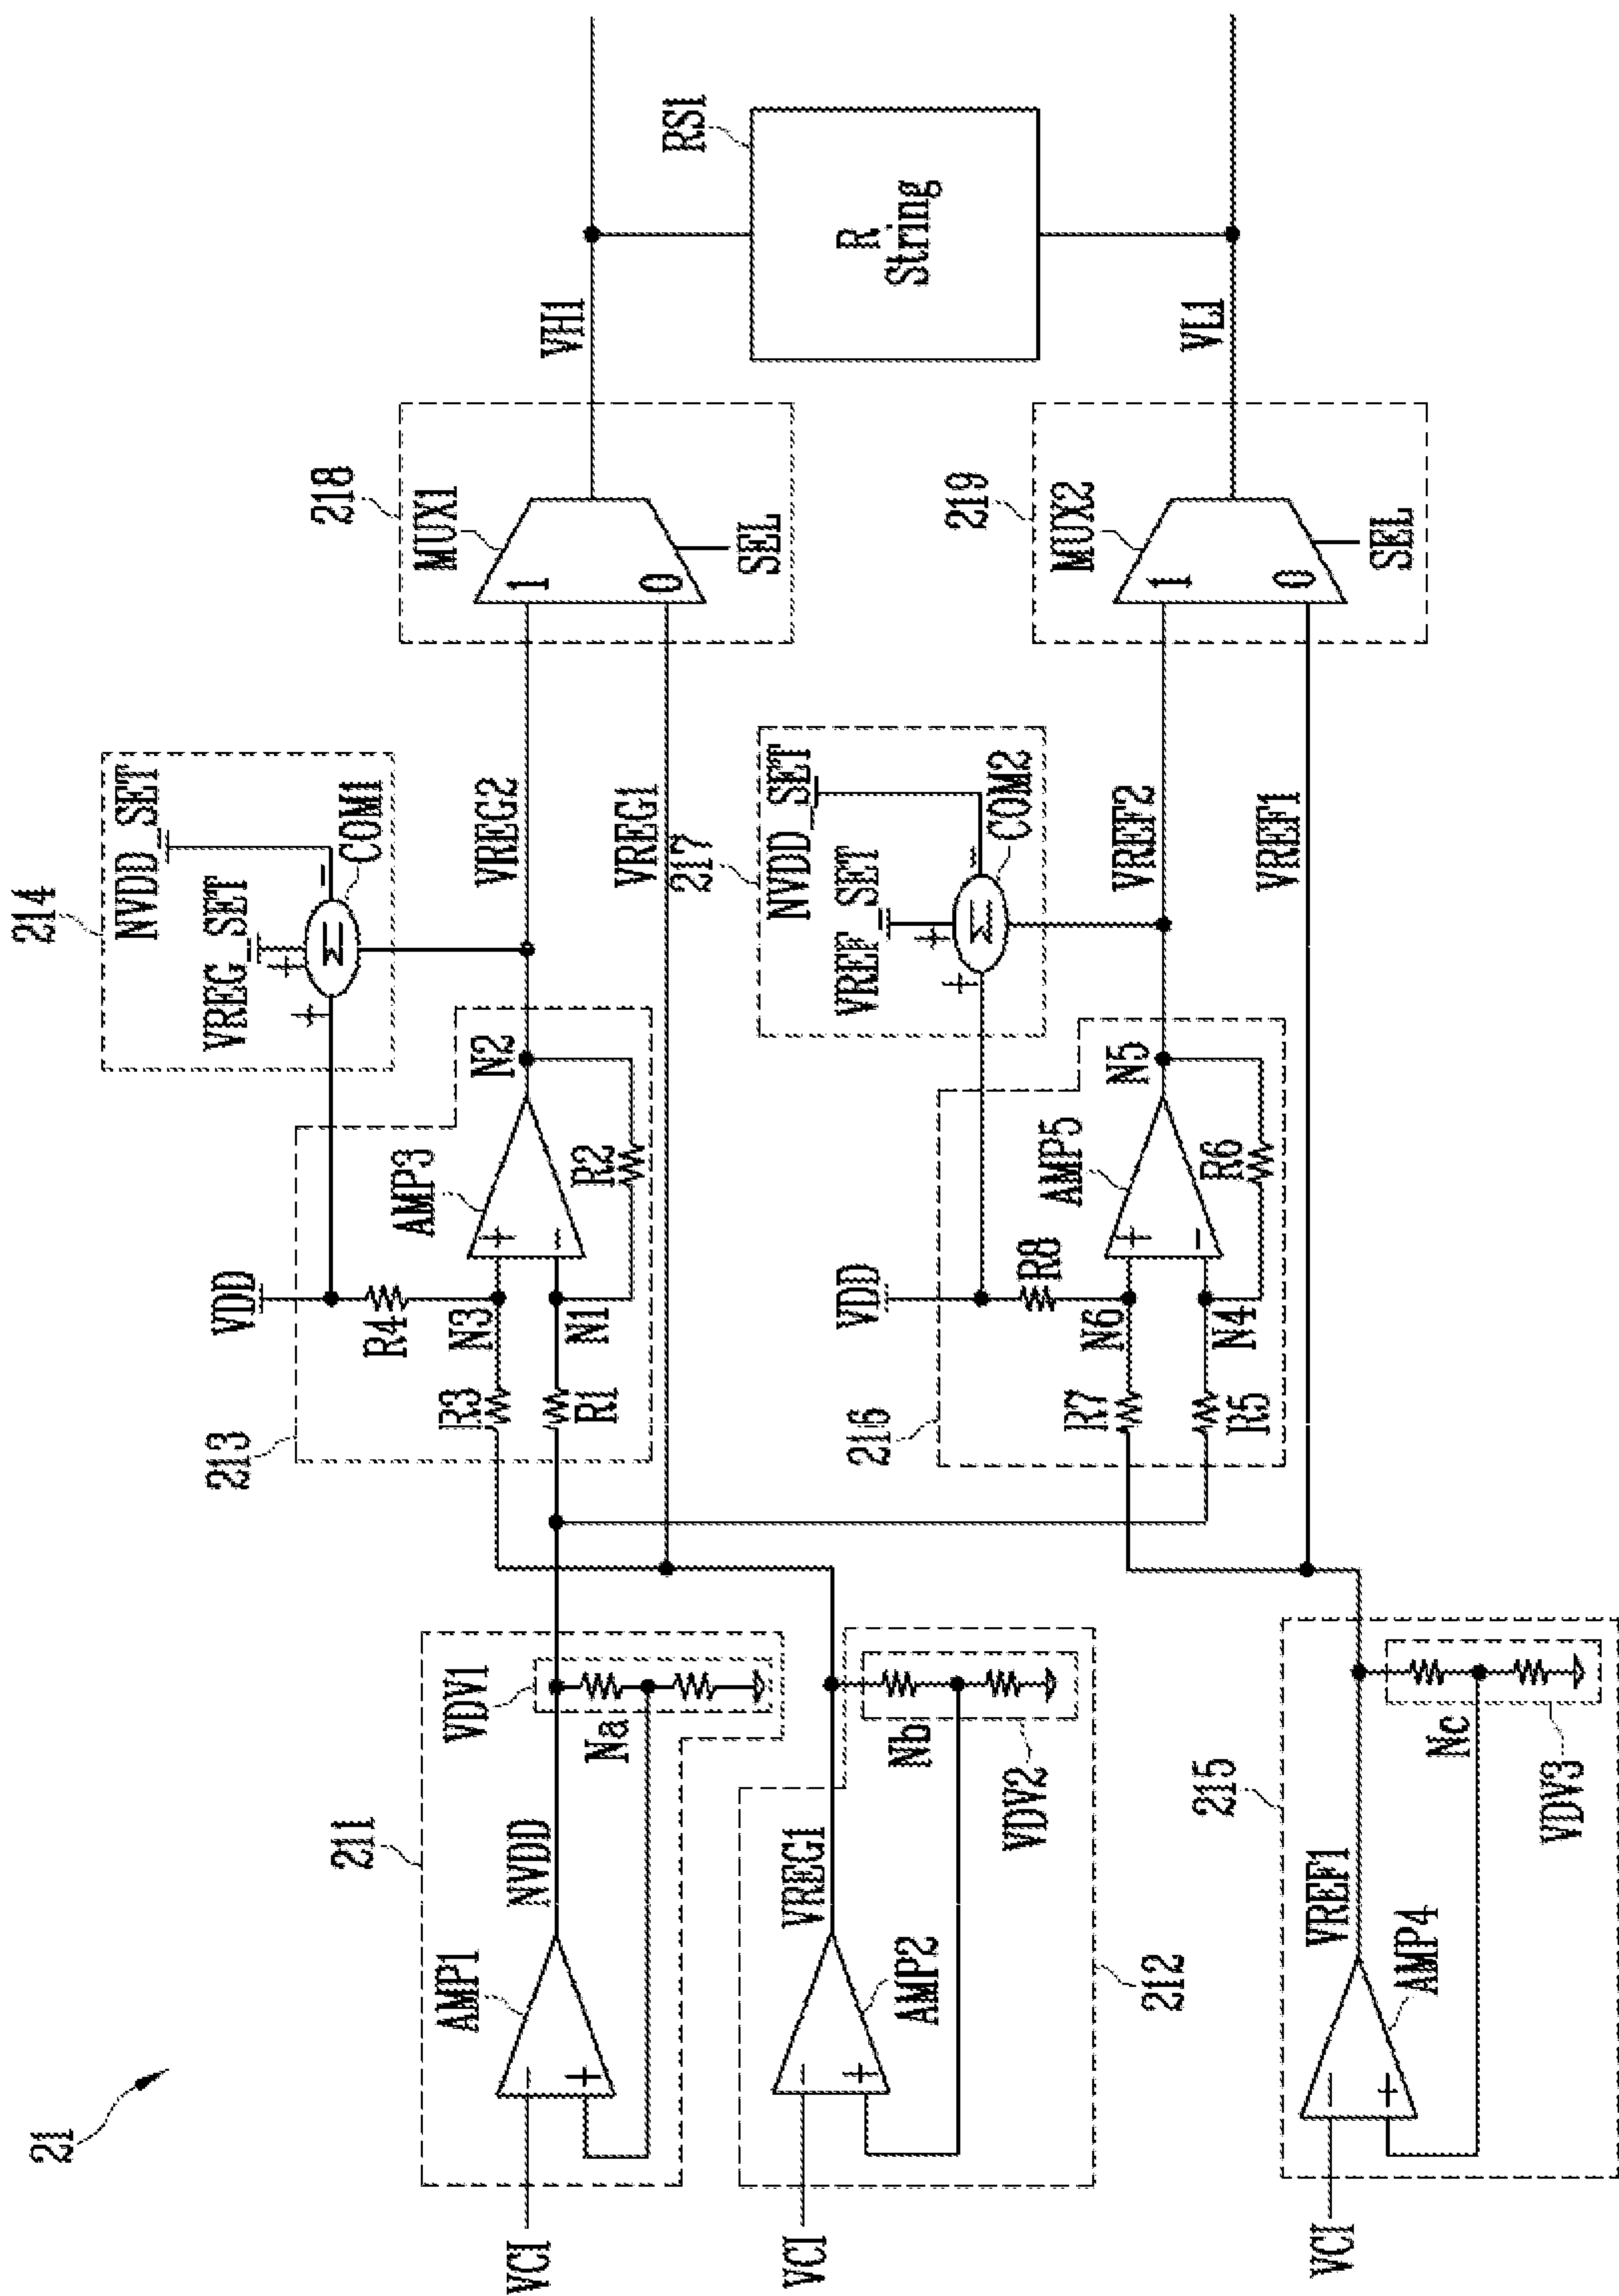 21
VCI
AMP1
NVDD
211
VDV1
Na
VCI
AMP2
VREG1
212
Nb
VDV2
VCI
AMP4
VREF1
215
Nc
VDV3
213
R3
R1
VDD
R4
N3
N1
AMP3
R2
N2
214
NVDD_SET
VREG_SET
COM1
Σ
+
+
-
VREG2
VREG1
218
MUX1
1
0
SEL
VH1
216
R7
R5
VDD
R8
N6
N4
AMP5
R6
N5
217
NVDD_SET
VREF_SET
COM2
Σ
+
+
-
VREF2
VREF1
219
MUX2
1
0
SEL
VL1
RS1
R
String
-
+
-
+
-
+
+
-
+
-